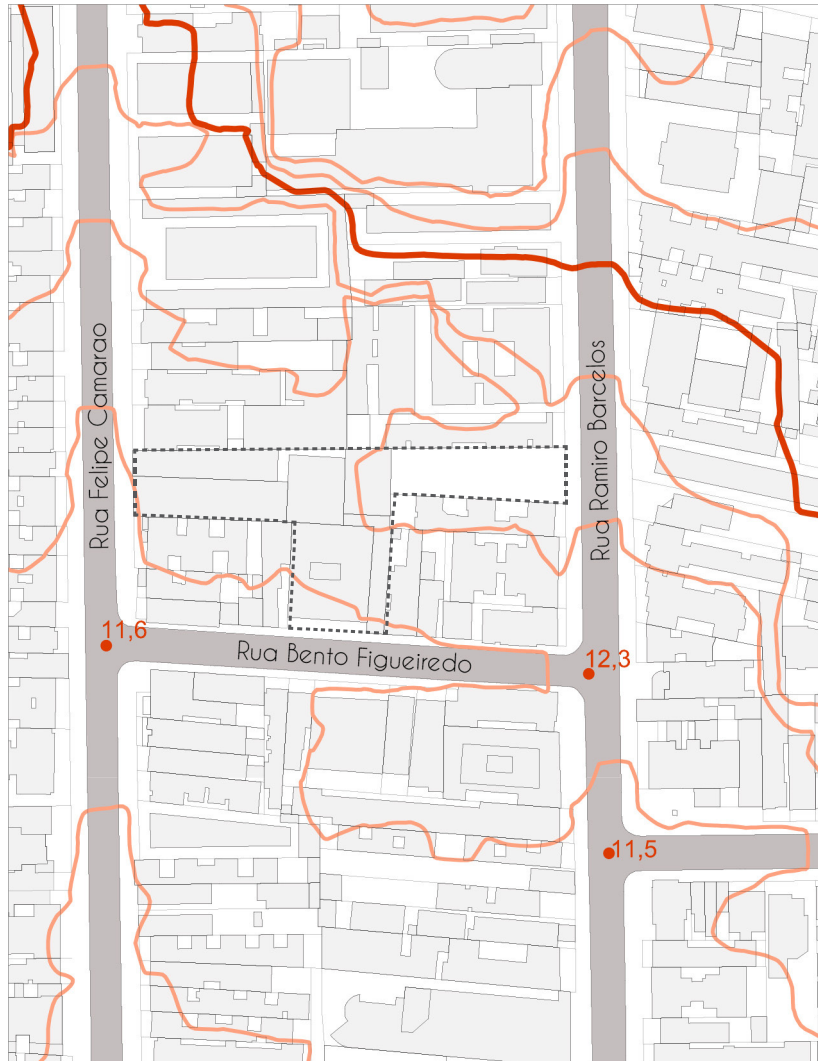 Rua Felipe Camarao
Rua Ramiro Barcelos
11,6
Rua Bento Figueiredo
12,3
11,5